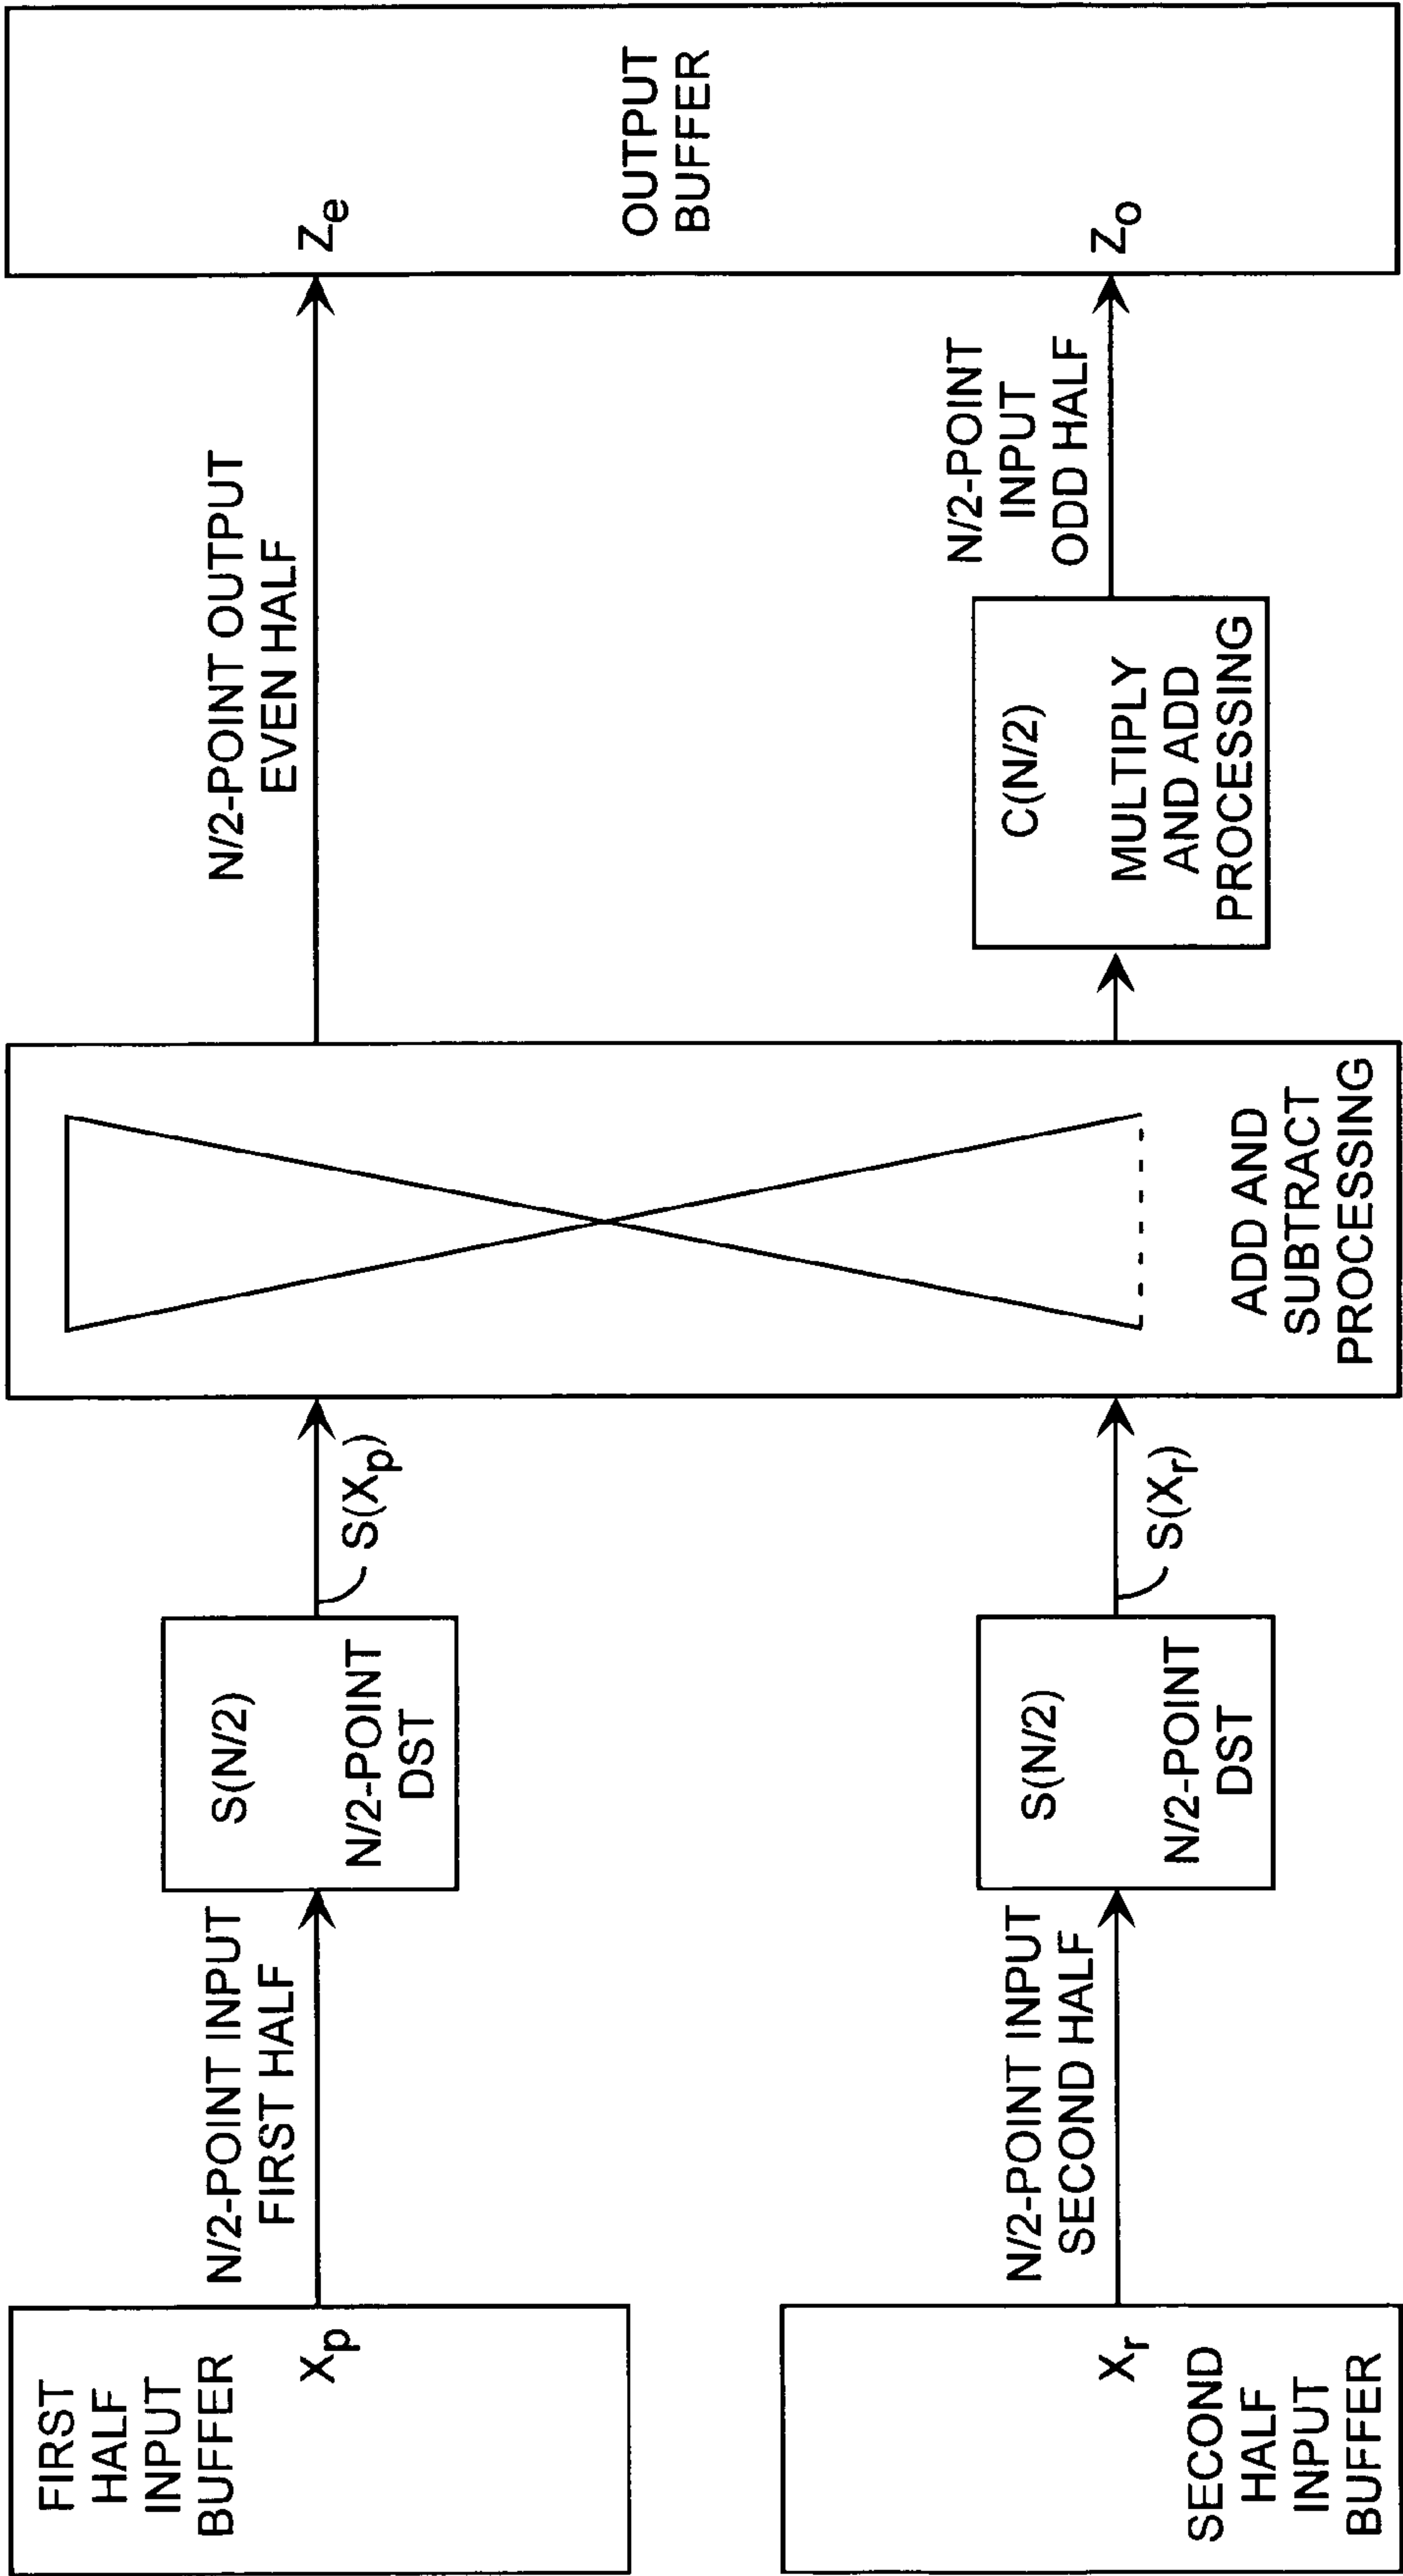 FIRST
HALF
INPUT
BUFFER
Xp
N/2-POINT INPUT
FIRST HALF
S(N/2)
N/2-POINT
DST
S(Xp)
N/2-POINT OUTPUT
EVEN HALF
Ze
OUTPUT
BUFFER
Xr
SECOND
HALF
INPUT
BUFFER
N/2-POINT INPUT
SECOND HALF
S(N/2)
N/2-POINT
DST
S(Xr)
ADD AND
SUBTRACT
PROCESSING
C(N/2)
MULTIPLY
AND ADD
PROCESSING
N/2-POINT
INPUT
ODD HALF
Zo